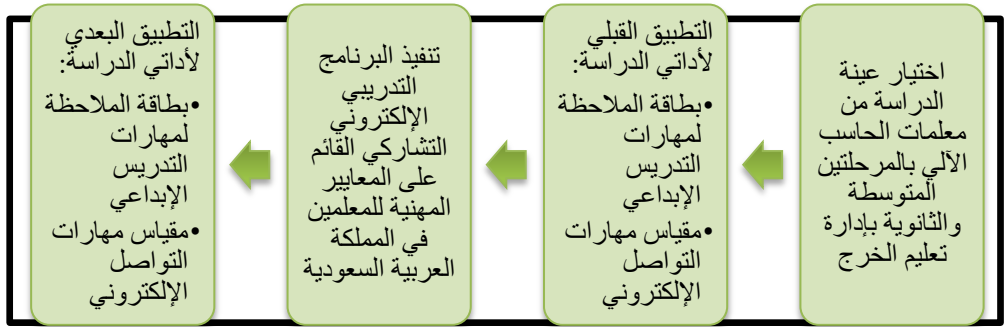 اختيار عينة
الدراسة من
معلمات الحاسب
الآلي بالمرحلتين
المتوسطة
والثانوية بإدارة
تعليم الخرج
التطبيق القبلي
لأداتي الدراسة:
•بطاقة الملاحظة
لمهارات
التدريس
الإبداعي
•مقياس مهارات
التواصل
الإلكتروني
تنفيذ البرنامج
التدريبي
الإلكتروني
التشاركي القائم
على المعايير
المهنية للمعلمين
في المملكة
العربية السعودية
التطبيق البعدي
لأداتي الدراسة:
•بطاقة الملاحظة
لمهارات
التدريس
الإبداعي
•مقياس مهارات
التواصل
الإلكتروني